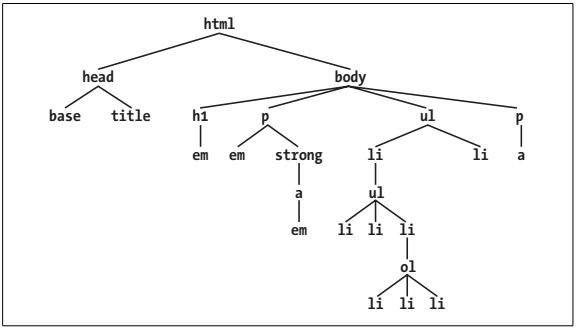 html
head body
base title h1 p ul p
em em strong li li a
a ul
em li li li
ol
li li li